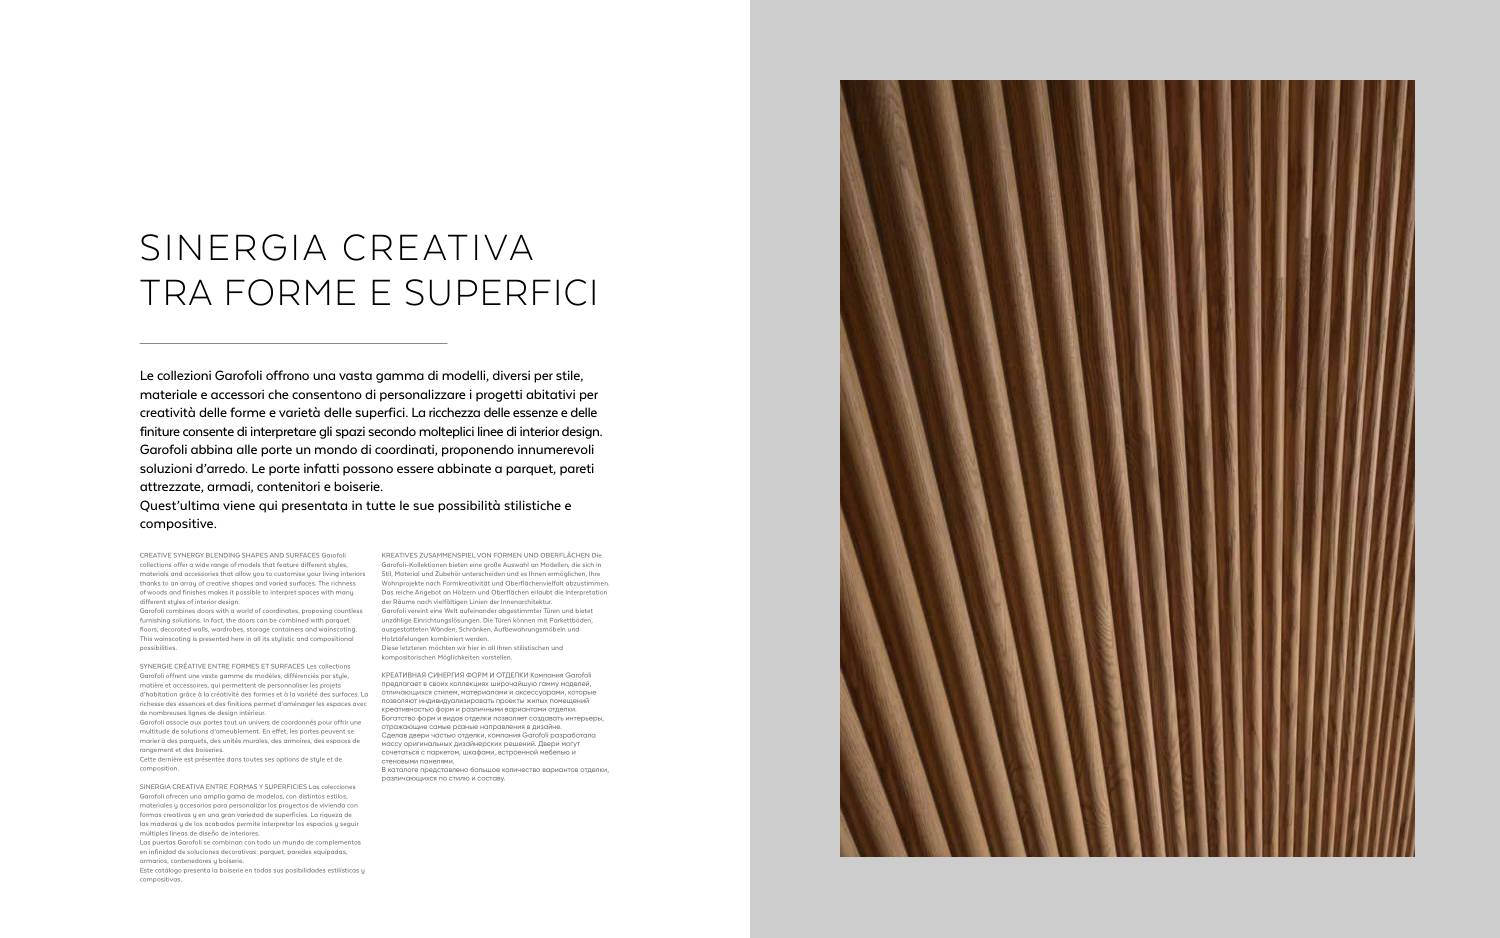 SINERGIA CREATIVA
TRA FORME E SUPERFICI
Le collezioni Garofoli offrono una vasta gamma di modelli, diversi per stile,
materiale e accessori che consentono di personalizzare i progetti abitativi per
creatività delle forme e varietà delle superfici. La ricchezza delle essenze e delle
finiture consente di interpretare gli spazi secondo molteplici linee di interior design.
Garofoli abbina alle porte un mondo di coordinati, proponendo innumerevoli
soluzioni d'arredo. Le porte infatti possono essere abbinate a parquet, pareti
attrezzate, armadi, contenitori e boiserie.
Quest'ultima viene qui presentata in tutte le sue possibilità stilistiche e
compositive.
CREATIVE SYNERGY BLENDING SHAPES AND SURFACES Garofoli
collections offer a wide range of models that feature different styles,
materials and accessories that allow you to customise your living interiors
thanks to an array of creative shapes and varied surfaces. The richness
of woods and finishes makes it possible to interpret spaces with many
different styles of interior design.
Garofoli combines doors with a world of coordinates, proposing countless
furnishing solutions. In fact, the doors can be combined with parquet
floors, decorated walls, wardrobes, storage containers and wainscoting.
This wainscoting is presented here in all its stylistic and compositional
possibilities.
SYNERGIE CRÉATIVE ENTRE FORMES ET SURFACES Les collections
Garofoli offrent une vaste gamme de modèles, différenciés par style,
matière et accessoires, qui permettent de personnaliser les projets
d'habitation grâce à la créativité des formes et à la variété des surfaces. La
richesse des essences et des finitions permet d'aménager les espaces avec
de nombreuses lignes de design intérieur.
Garofoli associe aux portes tout un univers de coordonnés pour offrir une
multitude de solutions d'ameublement. En effet, les portes peuvent se
marier à des parquets, des unités murales, des armoires, des espaces de
rangement et des boiseries.
Cette dernière est présentée dans toutes ses options de style et de
composition.
SINERGIA CREATIVA ENTRE FORMAS Y SUPERFICIES Las colecciones
Garofoli ofrecen una amplia gama de modelos, con distintos estilos,
materiales y accesorios para personalizar los proyectos de vivienda con
formas creativas y en una gran variedad de superficies. La riqueza de
las maderas y de los acabados permite interpretar los espacios y seguir
múltiples líneas de diseño de interiores.
Las puertas Garofoli se combinan con todo un mundo de complementos
en infinidad de soluciones decorativas: parquet, paredes equipadas,
armarios, contenedores y boiserie.
Este catálogo presenta la boiserie en todas sus posibilidades estilísticas y
compositivas.
KREATIVES ZUSAMMENSPIEL VON FORMEN UND OBERFLÄCHEN Die
Garofoli-Kollektionen bieten eine große Auswahl an Modellen, die sich in
Stil, Material und Zubehör unterscheiden und es Ihnen ermöglichen, Ihre
Wohnprojekte nach Formkreativität und Oberflächenvielfalt abzustimmen.
Das reiche Angebot an Hölzern und Oberflächen erlaubt die Interpretation
der Räume nach vielfältigen Linien der Innenarchitektur.
Garofoli vereint eine Welt aufeinander abgestimmter Türen und bietet
unzählige Einrichtungslösungen. Die Türen können mit Parkettböden,
ausgestatteten Wänden, Schränken, Aufbewahrungsmöbeln und
Holztäfelungen kombiniert werden.
Diese letzteren möchten wir hier in all ihren stilistischen und
kompositorischen Möglichkeiten vorstellen.
КРЕАТИВНАЯ СИНЕРГИЯ ФОРМ И ОТДЕЛКИ Компания Garofoli
предлагает в своих коллекциях широчайшую гамму моделей,
отличающихся стилем, материалами и аксессуарами, которые
позволяют индивидуализировать проекты жилых помещений
креативностью форм и различными вариантами отделки.
Богатство форм и видов отделки позволяет создавать интерьеры,
отражающие самые разные направления в дизайне.
Сделав двери частью отделки, компания Garofoli разработала
массу оригинальных дизайнерских решений. Двери могут
сочетаться с паркетом, шкафами, встроенной мебелью и
стеновыми панелями.
В каталоге представлено большое количество вариантов отделки,
различающихся по стилю и составу.